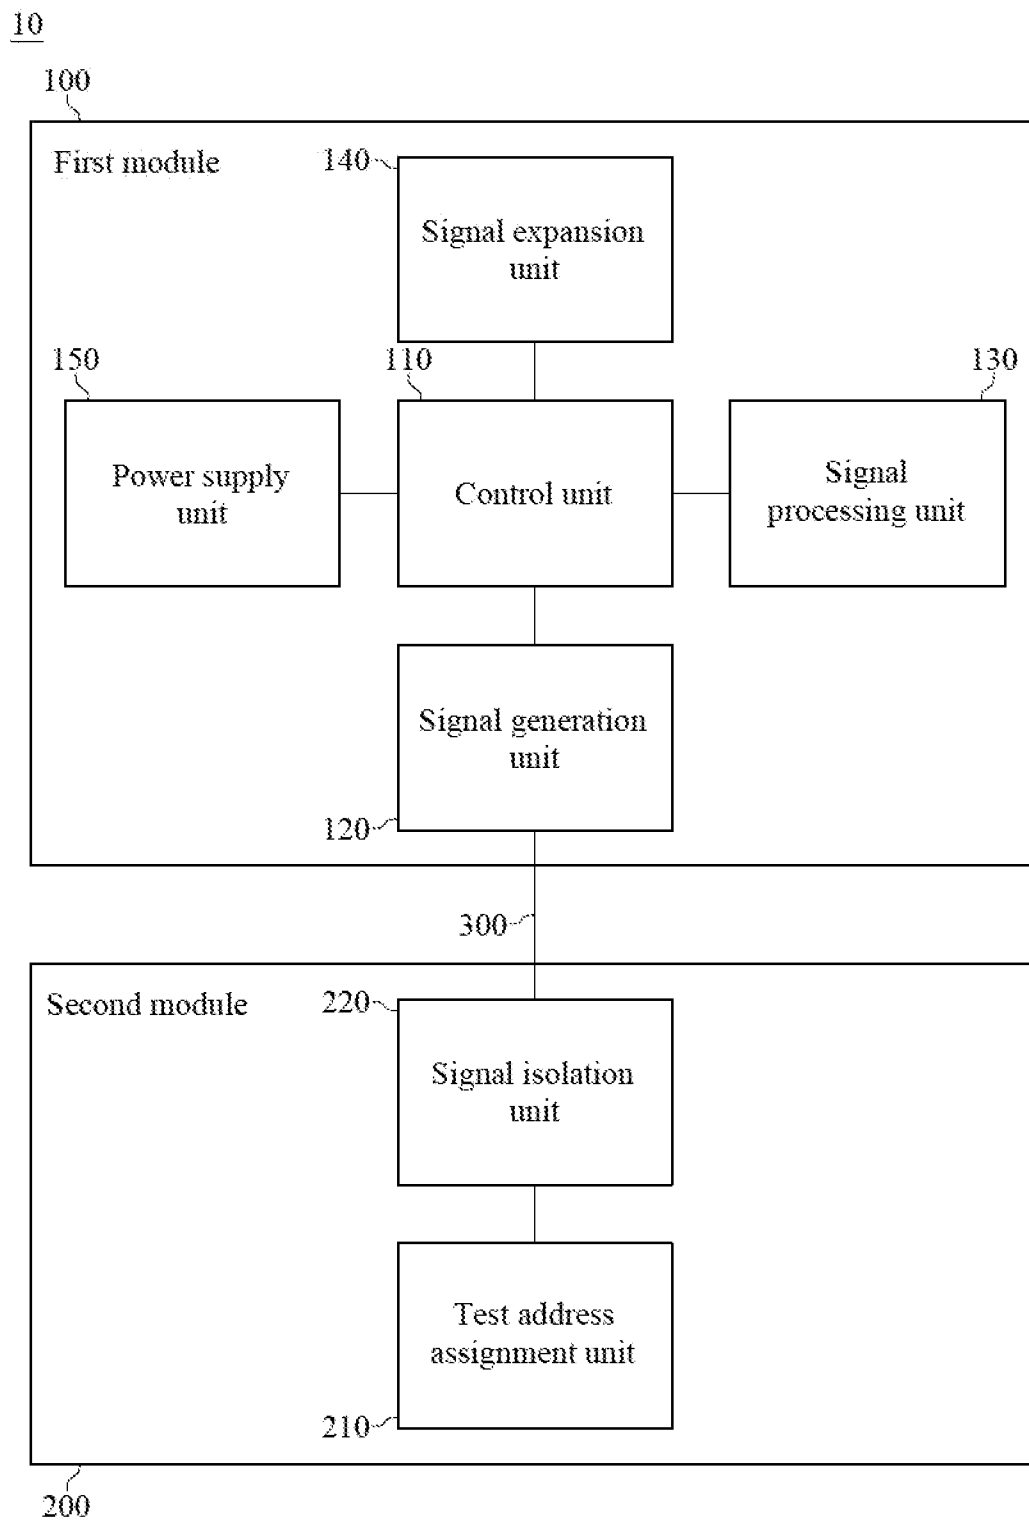 10
100
First module
140
Signal expansion
unit
150
110
130
Power supply
unit
Control unit
Signal
processing unit
Signal generation
unit
120
300
Second module
220
Signal isolation
unit
Test address
assignment unit
210
200